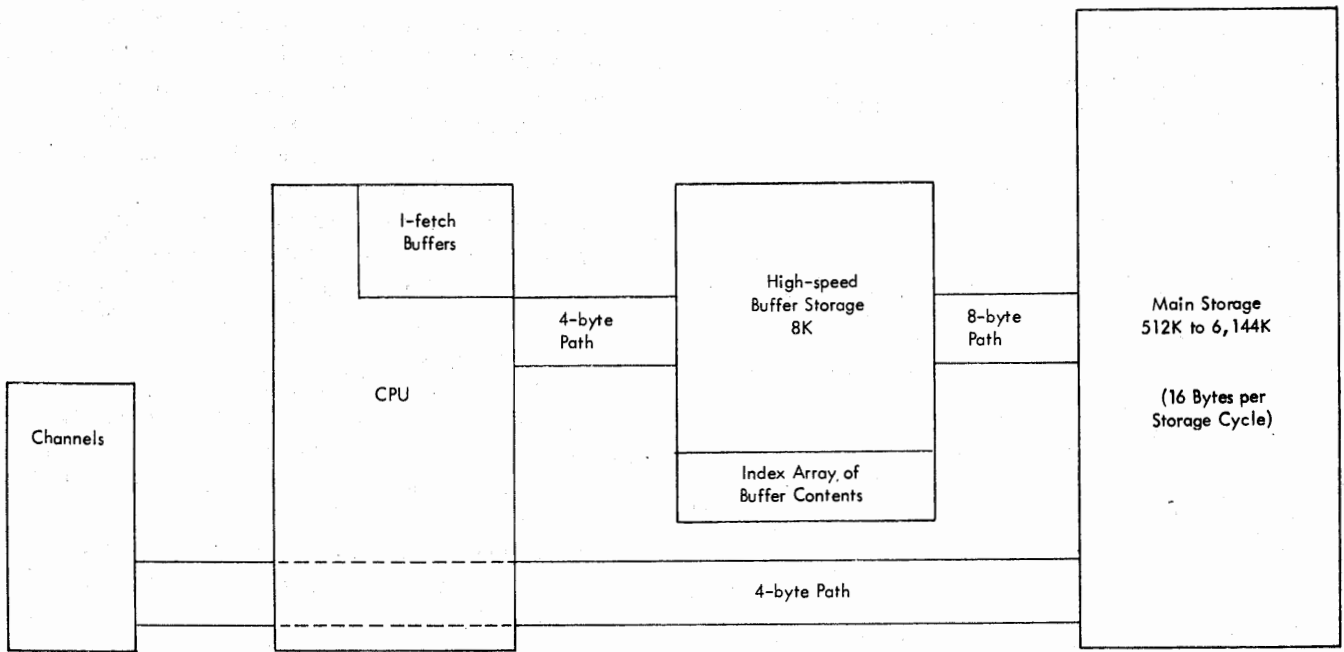 Channels
I-fetch
Buffers
CPU
4-byte
Path
High-speed
Buffer Storage
8K
Index Array of
Buffer Contents
8-byte
Path
Main Storage
512K to 6,144K
(16 Bytes per
Storage Cycle)
4-byte Path